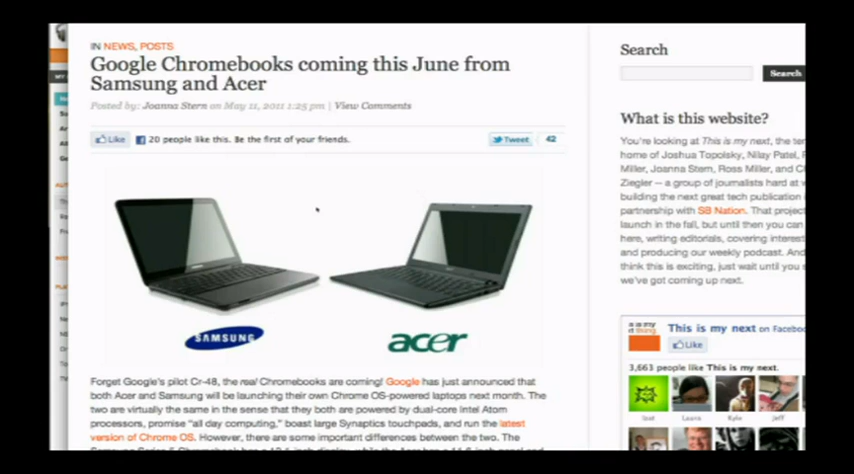 IN NEWS, POSTS
Google Chromebooks coming this June from
Samsung and Acer
Posted by: Joanna Stern on May 11, 2011 1:25 pm | View Comments
Like
20 people like this. Be the first of your friends.
Tweet
42
SAMSUNG
acer
Forget Google's pilot Cr-48, the real Chromebooks are coming! Google has just announced that
both Acer and Samsung will be launching their own Chrome OS-powered laptops next month. The
two are virtually the same in the sense that they both are powered by dual-core Intel Atom
processors, promise "all day computing," boast large Synaptics touchpads, and run the latest
version of Chrome OS. However, there are some important differences between the two. The
Search
Search
What is this website?
You're looking at This is my next, the
home of Joshua Topolsky, Nilay Patel,
Miller, Joanna Stern, Ross Miller, and
Ziegler — a group of journalists hard at
building the next great tech publication
partnership with SB Nation. That project
launch in the fall, but until then you can
here, writing editorials, covering
and producing our weekly podcast. And
think this is exciting, just wait until you
we've got coming up next.
This is my next on
Like
3,663 people like This is my next.
Laura
Kyle
Jeff